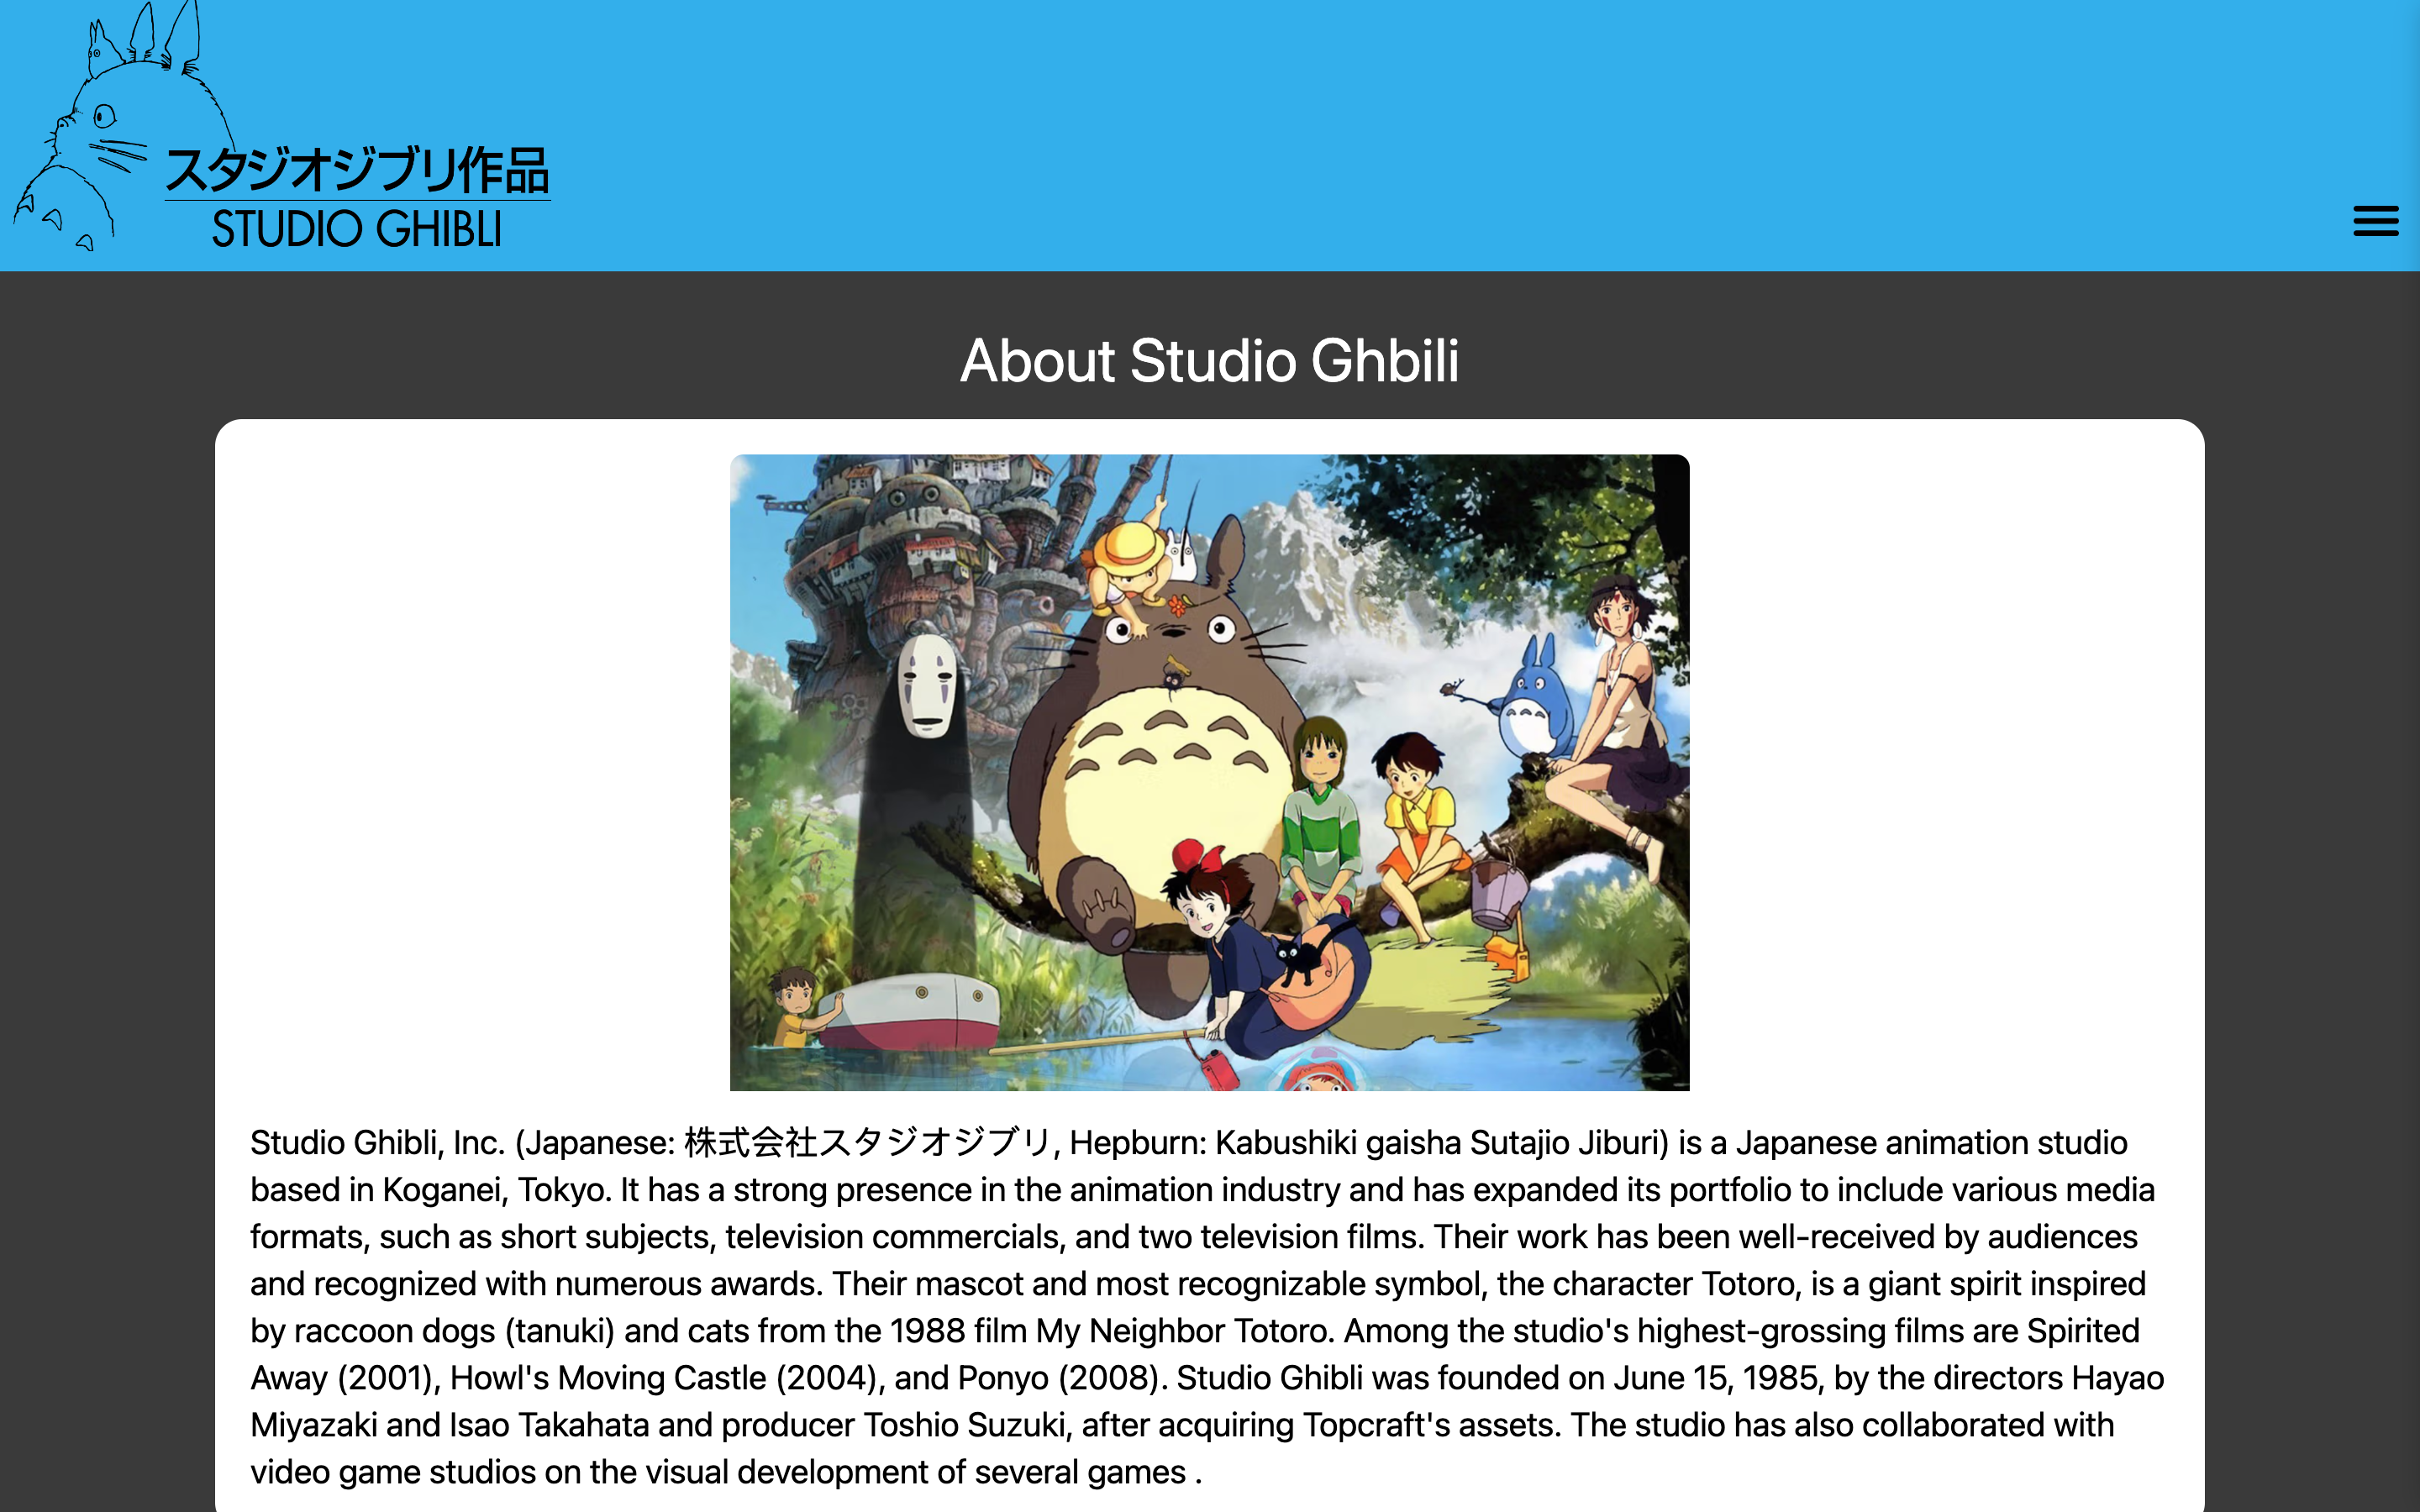 スタジオジブリ作品
STUDIO GHIBLI
About Studio Ghbili
Studio Ghibli, Inc. (Japanese: 株式会社スタジオジブリ, Hepburn: Kabushiki gaisha Sutajio Jiburi) is a Japanese animation studio
based in Koganei, Tokyo. It has a strong presence in the animation industry and has expanded its portfolio to include various media
formats, such as short subjects, television commercials, and two television films. Their work has been well-received by audiences
and recognized with numerous awards. Their mascot and most recognizable symbol, the character Totoro, is a giant spirit inspired
by raccoon dogs (tanuki) and cats from the 1988 film My Neighbor Totoro. Among the studio's highest-grossing films are Spirited
Away (2001), Howl's Moving Castle (2004), and Ponyo (2008). Studio Ghibli was founded on June 15, 1985, by the directors Hayao
Miyazaki and Isao Takahata and producer Toshio Suzuki, after acquiring Topcraft's assets. The studio has also collaborated with
video game studios on the visual development of several games .